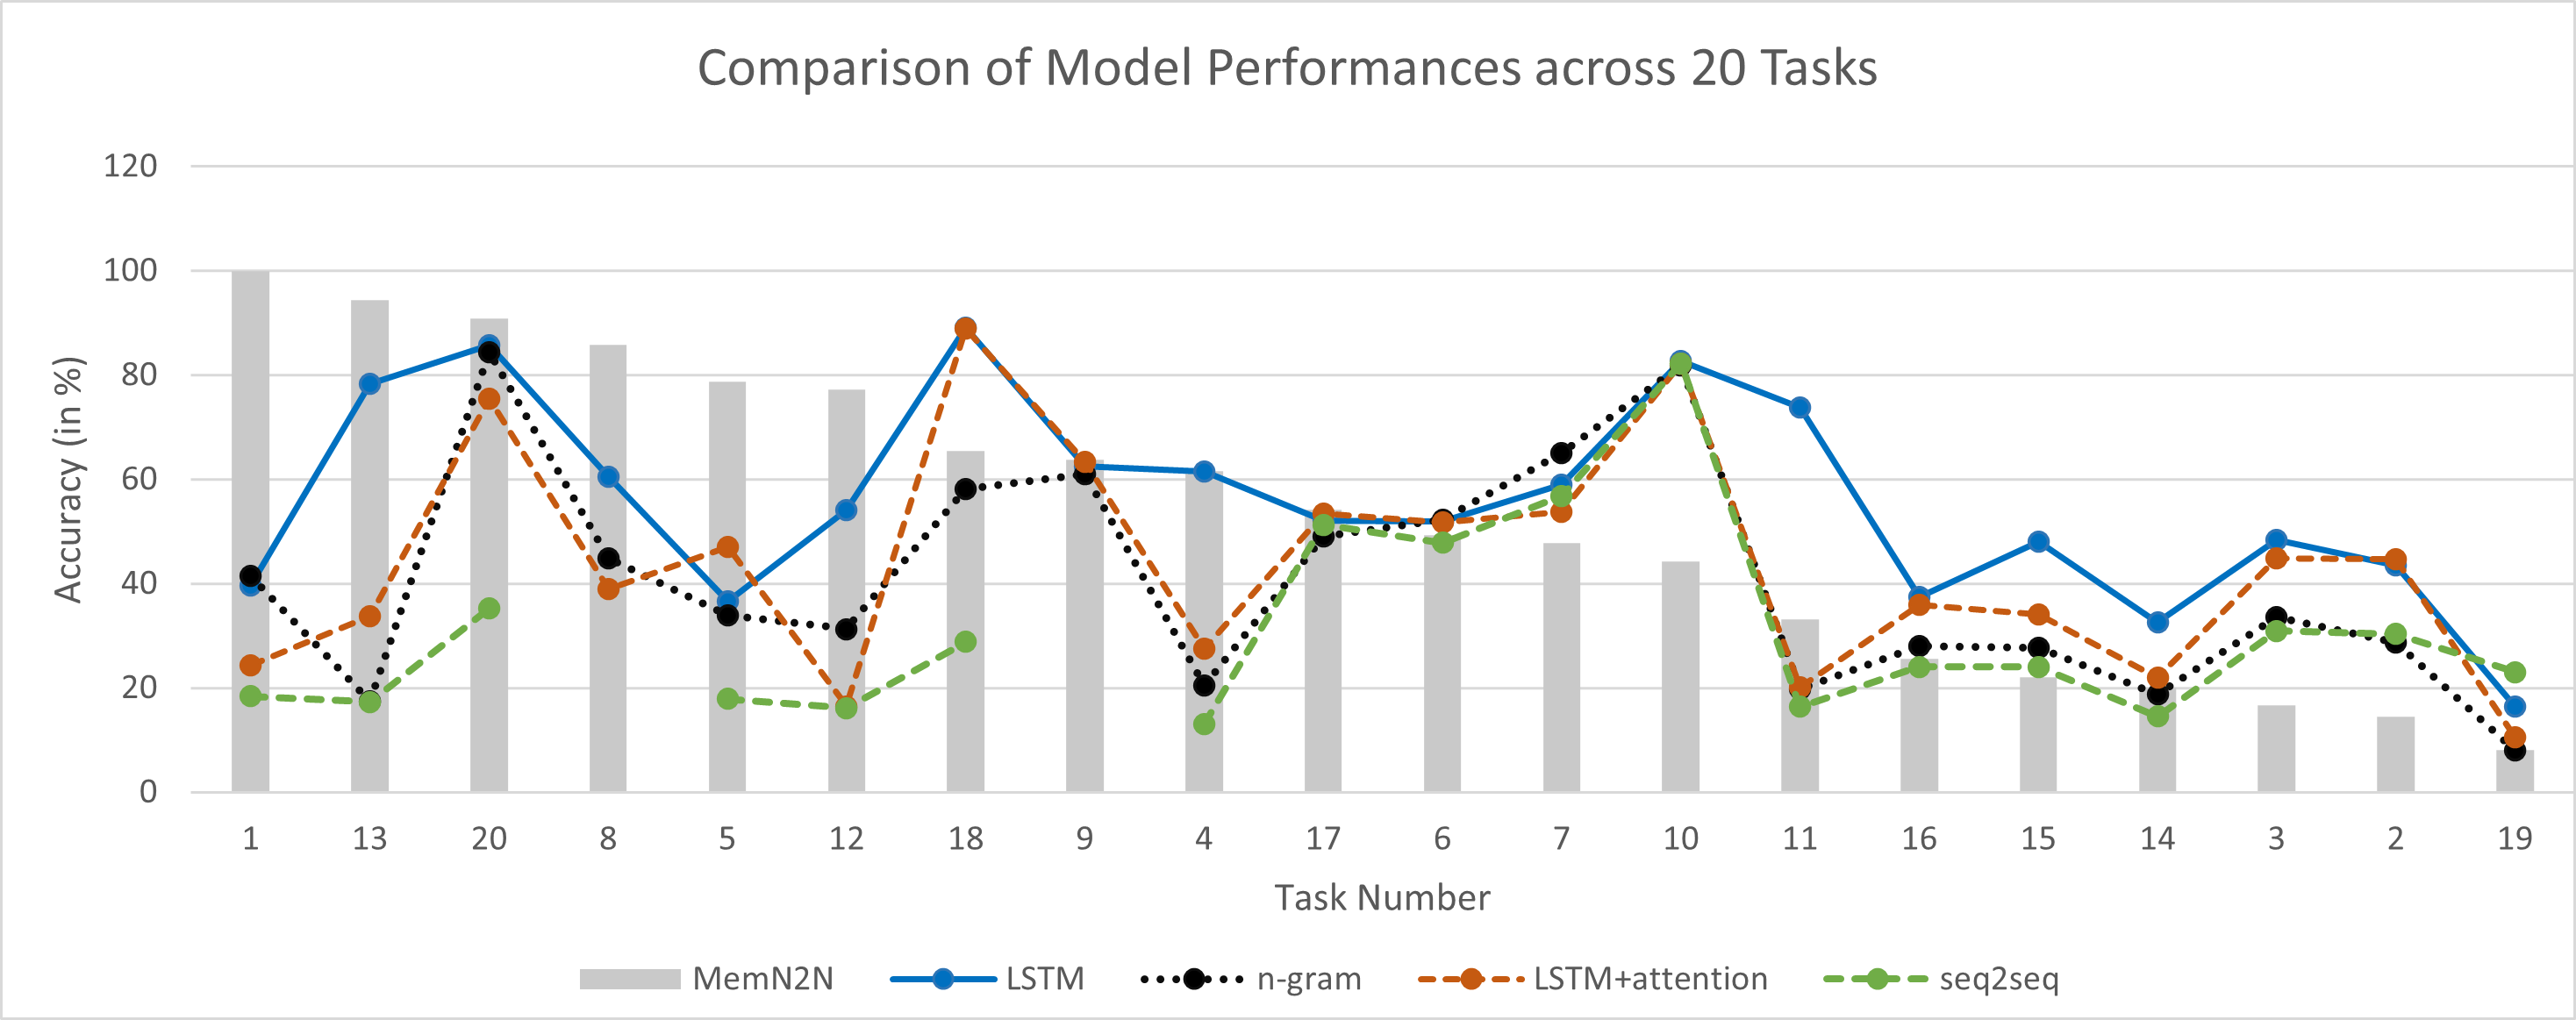 Comparison of Model Performances across 20 Tasks
120
100
80
60
40
20
0
Accuracy (in %)
1 13 20 8 5 12 18 9 4 17 6 7 10 11 16 15 14 3 2 19
Task Number
MemN2N LSTM n-gram LSTM+attention seq2seq